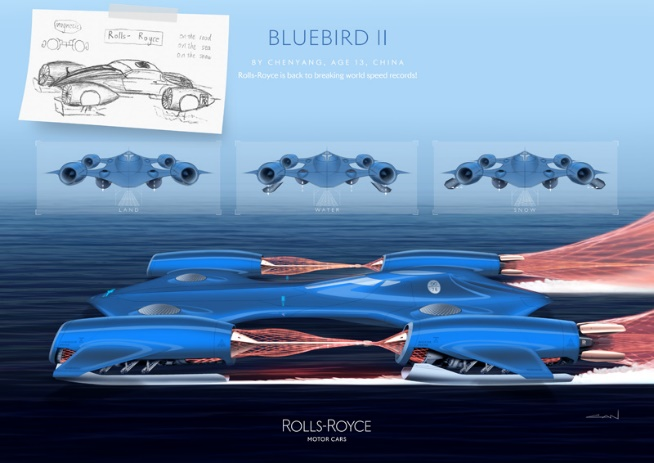 BLUEBIRD II
BY CHENYANG, AGE 13, CHINA
Rolls-Royce is back to breaking world speed records!
Rolls- Royce
on the road
on the sea
on the snow
LAND
WATER
SNOW
ROLLS-ROYCE
MOTOR CARS